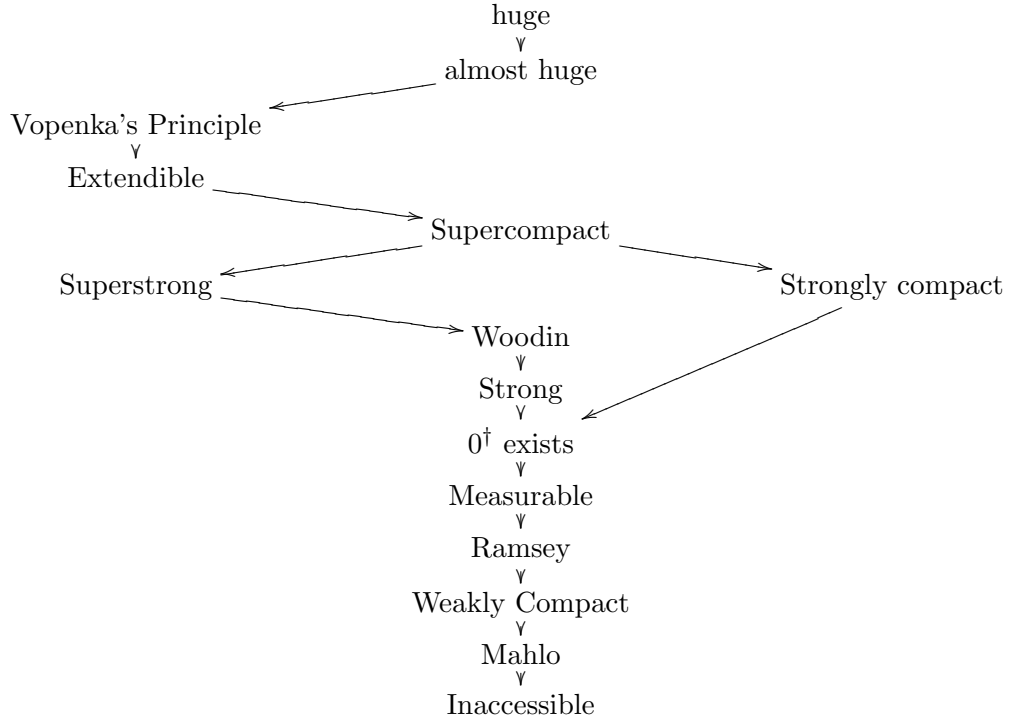 huge
almost huge
Vopenka's Principle
Extendible
Supercompact
Superstrong
Strongly compact
Woodin
Strong
0† exists
Measurable
Ramsey
Weakly Compact
Mahlo
Inaccessible